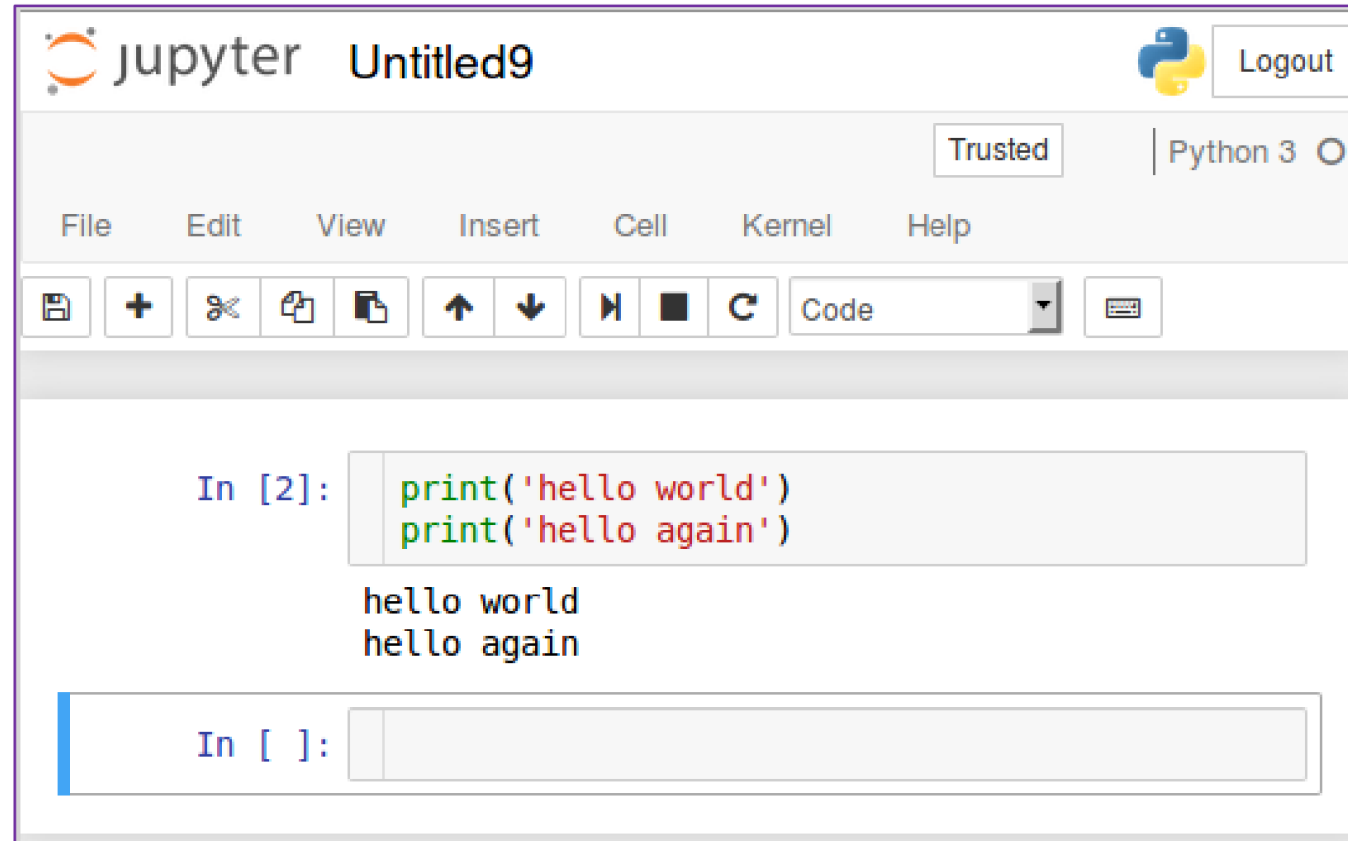 jupyter Untitled9 Logout
Trusted Python 3
File Edit View Insert Cell Kernel Help
Code
In [2]: print('hello world')
print('hello again')
hello world
hello again
In [ ]: